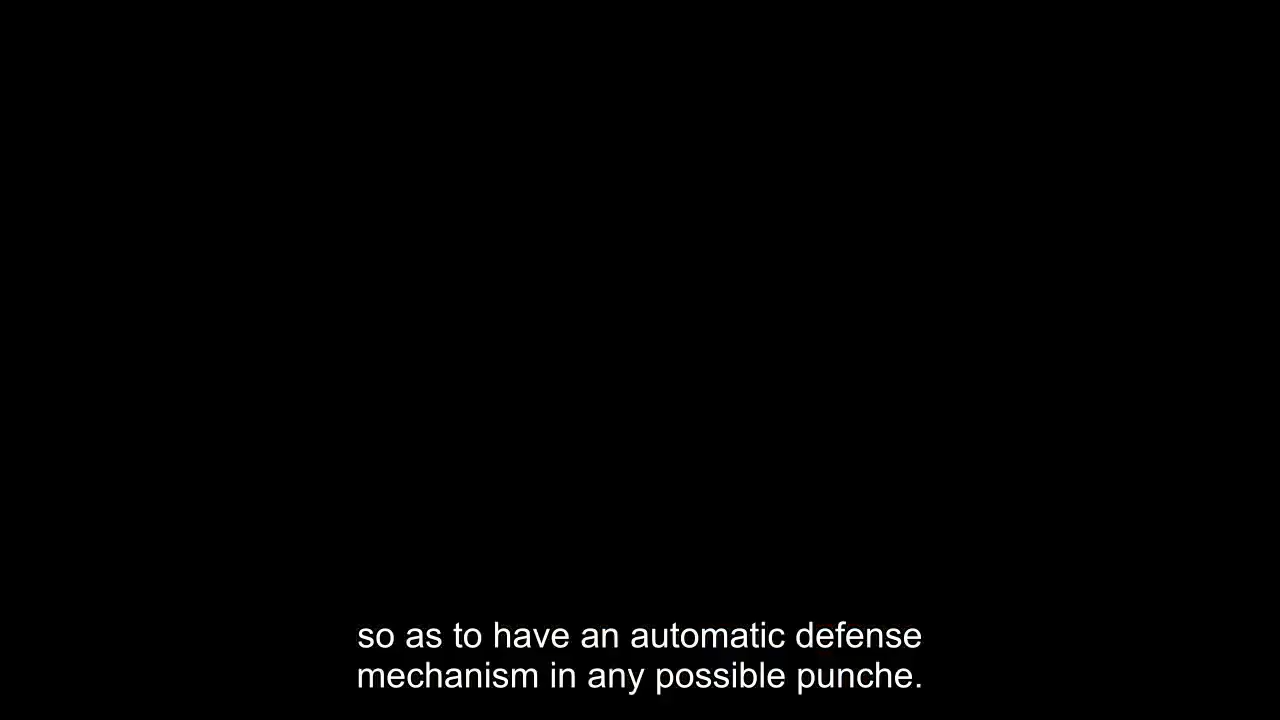 so as to have an automatic defense
mechanism in any possible punche.